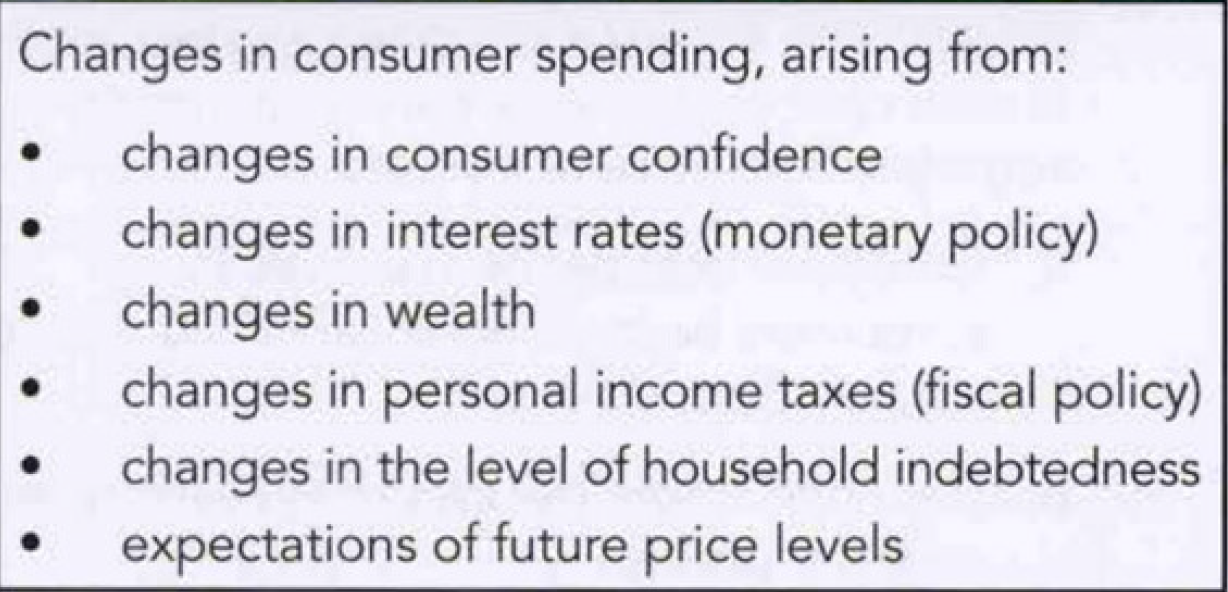 Changes in consumer spending, arising from:
• changes in consumer confidence
• changes in interest rates (monetary policy)
• changes in wealth
• changes in personal income taxes (fiscal policy)
• changes in the level of household indebtedness
• expectations of future price levels